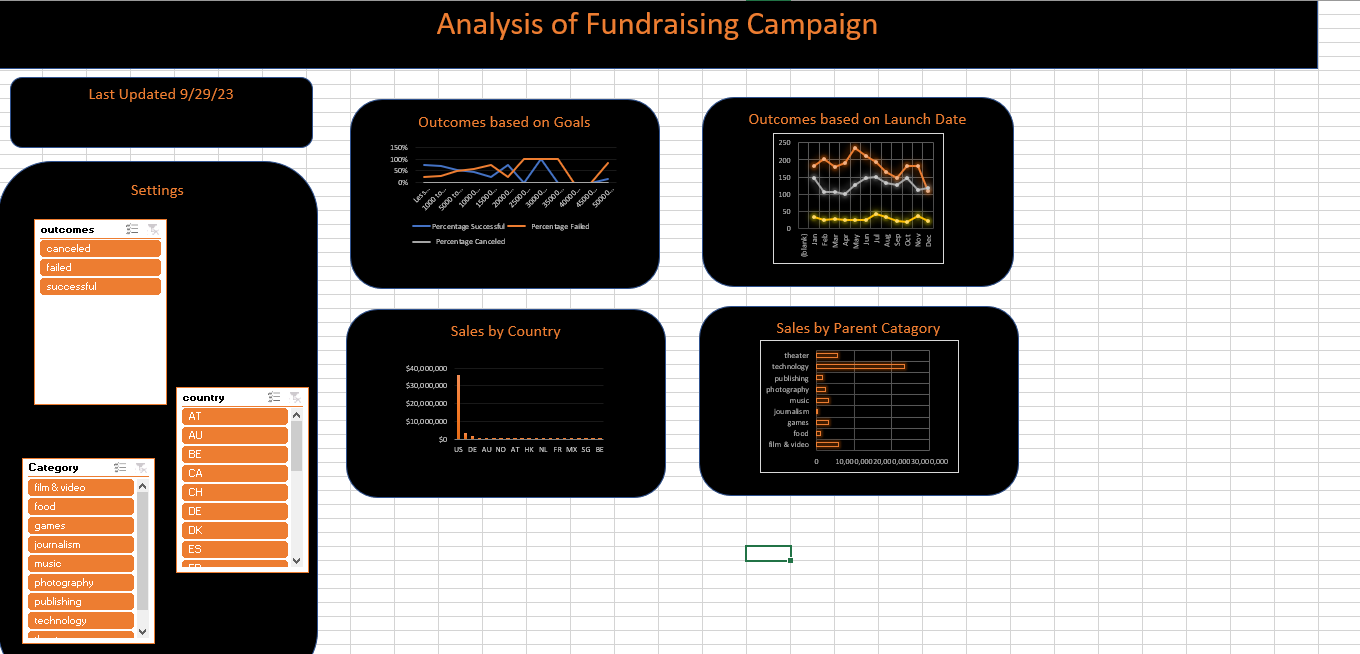 Analysis of Fundraising Campaign
Last Updated 9/29/23
Settings
outcomes
canceled
failed
successful
country
AT
AU
BE
CA
CH
DE
DK
ES
Category
film & video
food
games
journalism
music
photography
publishing
technology
Outcomes based on Goals
150%
100%
50%
0%
Less…
1000 to…
5000 to…
10000…
15000…
20000…
25000…
30000…
35000…
40000…
45000…
50000…
Percentage Successful
Percentage Failed
Percentage Canceled
Outcomes based on Launch Date
250
200
150
100
50
0
(blank)
Jan
Feb
Mar
Apr
May
Jun
Jul
Aug
Sep
Oct
Nov
Dec
Sales by Country
$40,000,000
$30,000,000
$20,000,000
$10,000,000
$0
US DE AU NO AT HK NL FR MX SG BE
Sales by Parent Catagory
theater
technology
publishing
photography
music
journalism
games
food
film & video
0 10,000,000 20,000,000 30,000,000